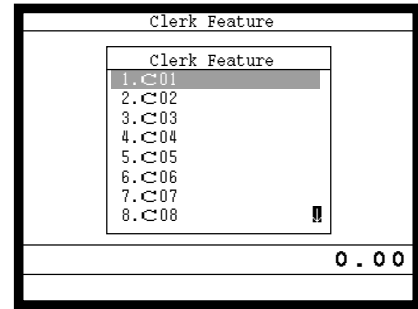 Clerk Feature
Clerk Feature
1.C01
2.C02
3.C03
4.C04
5.C05
6.C06
7.C07
8.C08
0.00